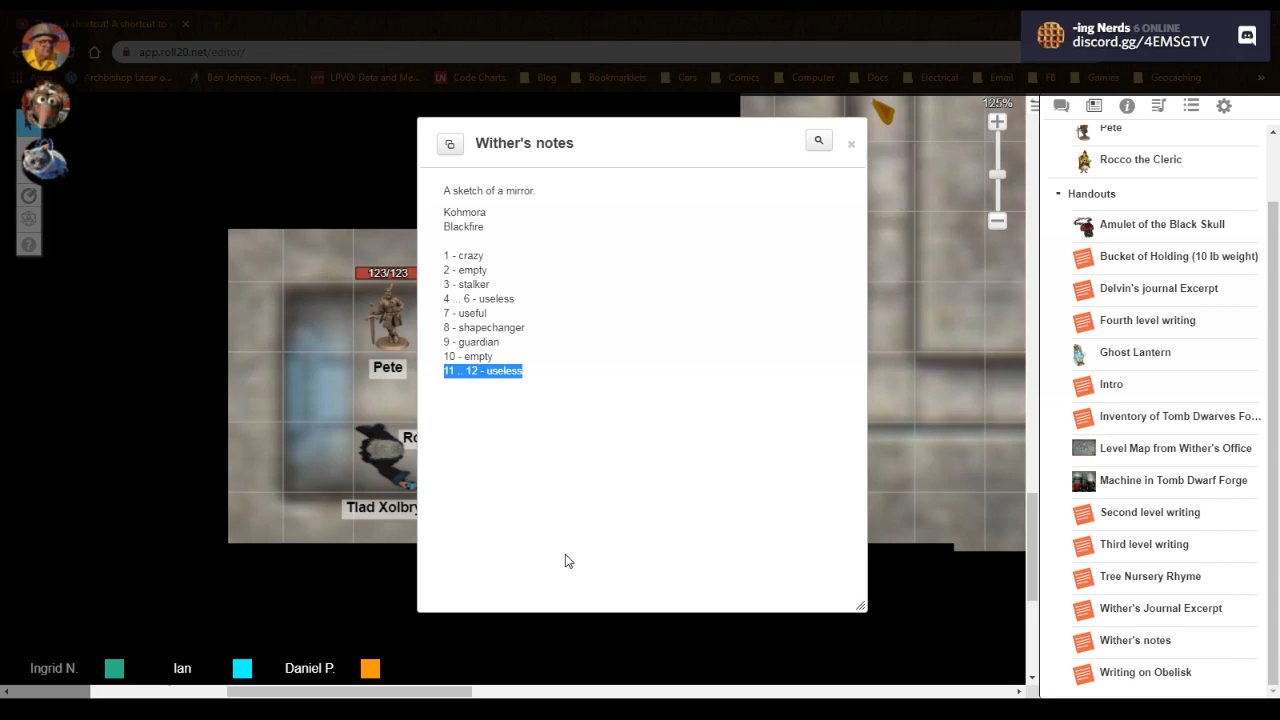 a shortcut! A shortcut to
-ing Nerds 6 ONLINE
discord.gg/4EMSGTV
app.roll20.net/editor/
Archbishop Lazar o...
Ben Johnson - Poet...
LPI/O: Data and Me...
Code Charts
Blog
Bookmarklets
Cars
Comics
Computer
Docs
Electrical
Email
FB
Games
Geocaching
»
125%
Pete
Rocco the Cleric
Handouts
Amulet of the Black Skull
Bucket of Holding (10 lb weight)
Delvin's journal Excerpt
Fourth level writing
Ghost Lantern
Intro
Inventory of Tomb Dwarves Fo...
Level Map from Wither's Office
Machine in Tomb Dwarf Forge
Second level writing
Third level writing
Tree Nursery Rhyme
Wither's Journal Excerpt
Wither's notes
Writing on Obelisk
Wither's notes
A sketch of a mirror.
Kohmora
Blackfire
1 - crazy
2 - empty
3 - stalker
4 ... 6 - useless
7 - useful
8 - shapechanger
9 - guardian
10 - empty
11 .. 12 - useless
123/123
Pete
Ro
Tlad Xolbry
Ingrid N.
Ian
Daniel P.